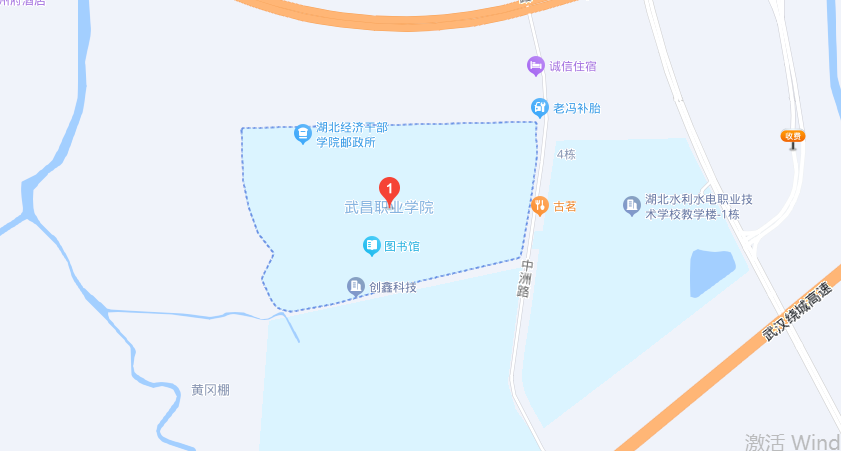 诚信住宿
老冯补胎
湖北经济干部
学院邮政所
收费
4栋
1
武昌职业学院
古茗
湖北水利水电职业技
术学校教学楼-1栋
图书馆
中洲路
创鑫科技
武汉绕城高速
黄冈棚
激活 Wind